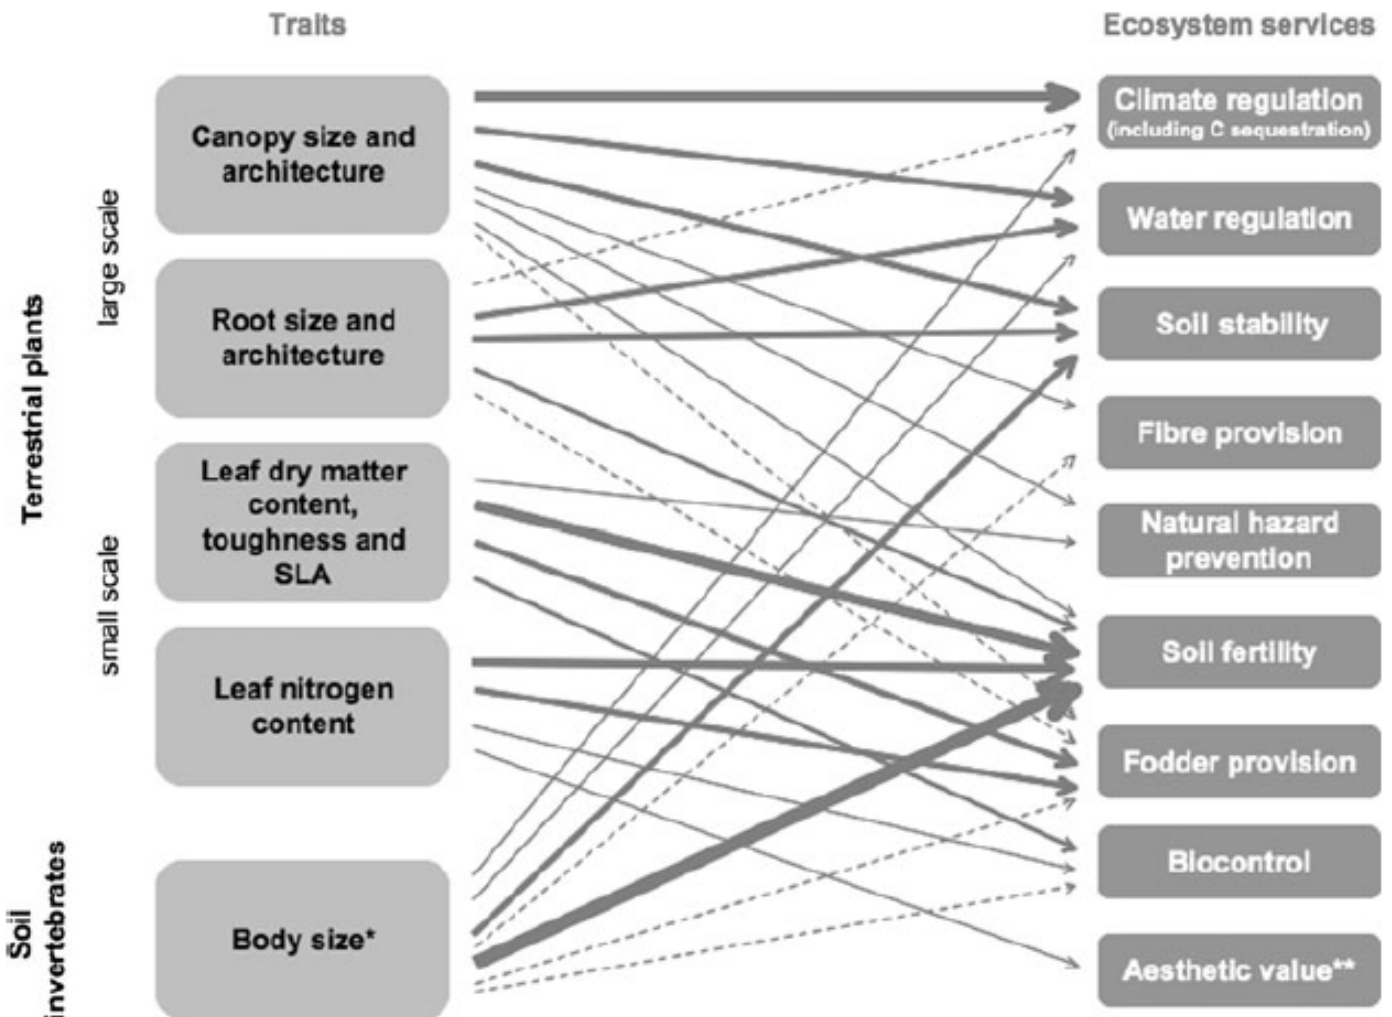 Traits
Ecosystem services
Terrestrial plants
large scale
small scale
Soil
invertebrates
Canopy size and
architecture
Root size and
architecture
Leaf dry matter
content,
toughness and
SLA
Leaf nitrogen
content
Body size*
Climate regulation
(including C sequestration)
Water regulation
Soil stability
Fibre provision
Natural hazard
prevention
Soil fertility
Fodder provision
Biocontrol
Aesthetic value**